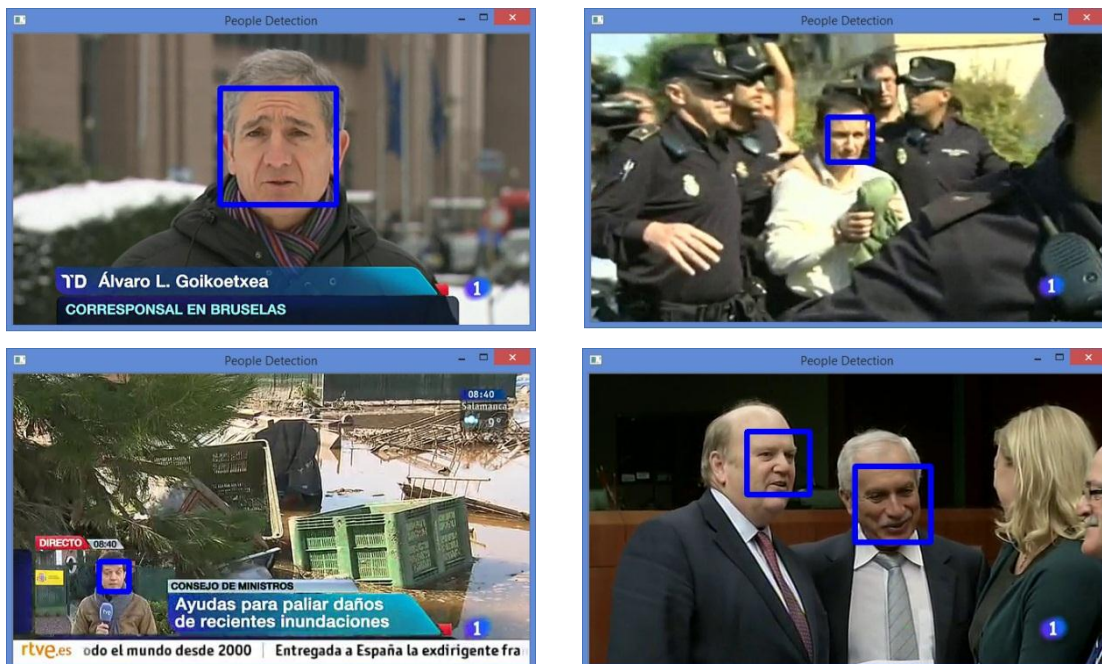 People Detection
TD Álvaro L. Goikoetxea
CORRESPONSAL EN BRUSELAS
1
People Detection
1
People Detection
08:40
Salamanca
9°
DIRECTO 08:40
CONSEJO DE MINISTROS
Ayudas para paliar daños
de recientes inundaciones
1
rtve.es odo el mundo desde 2000 | Entregada a España la exdirigente fra
People Detection
1